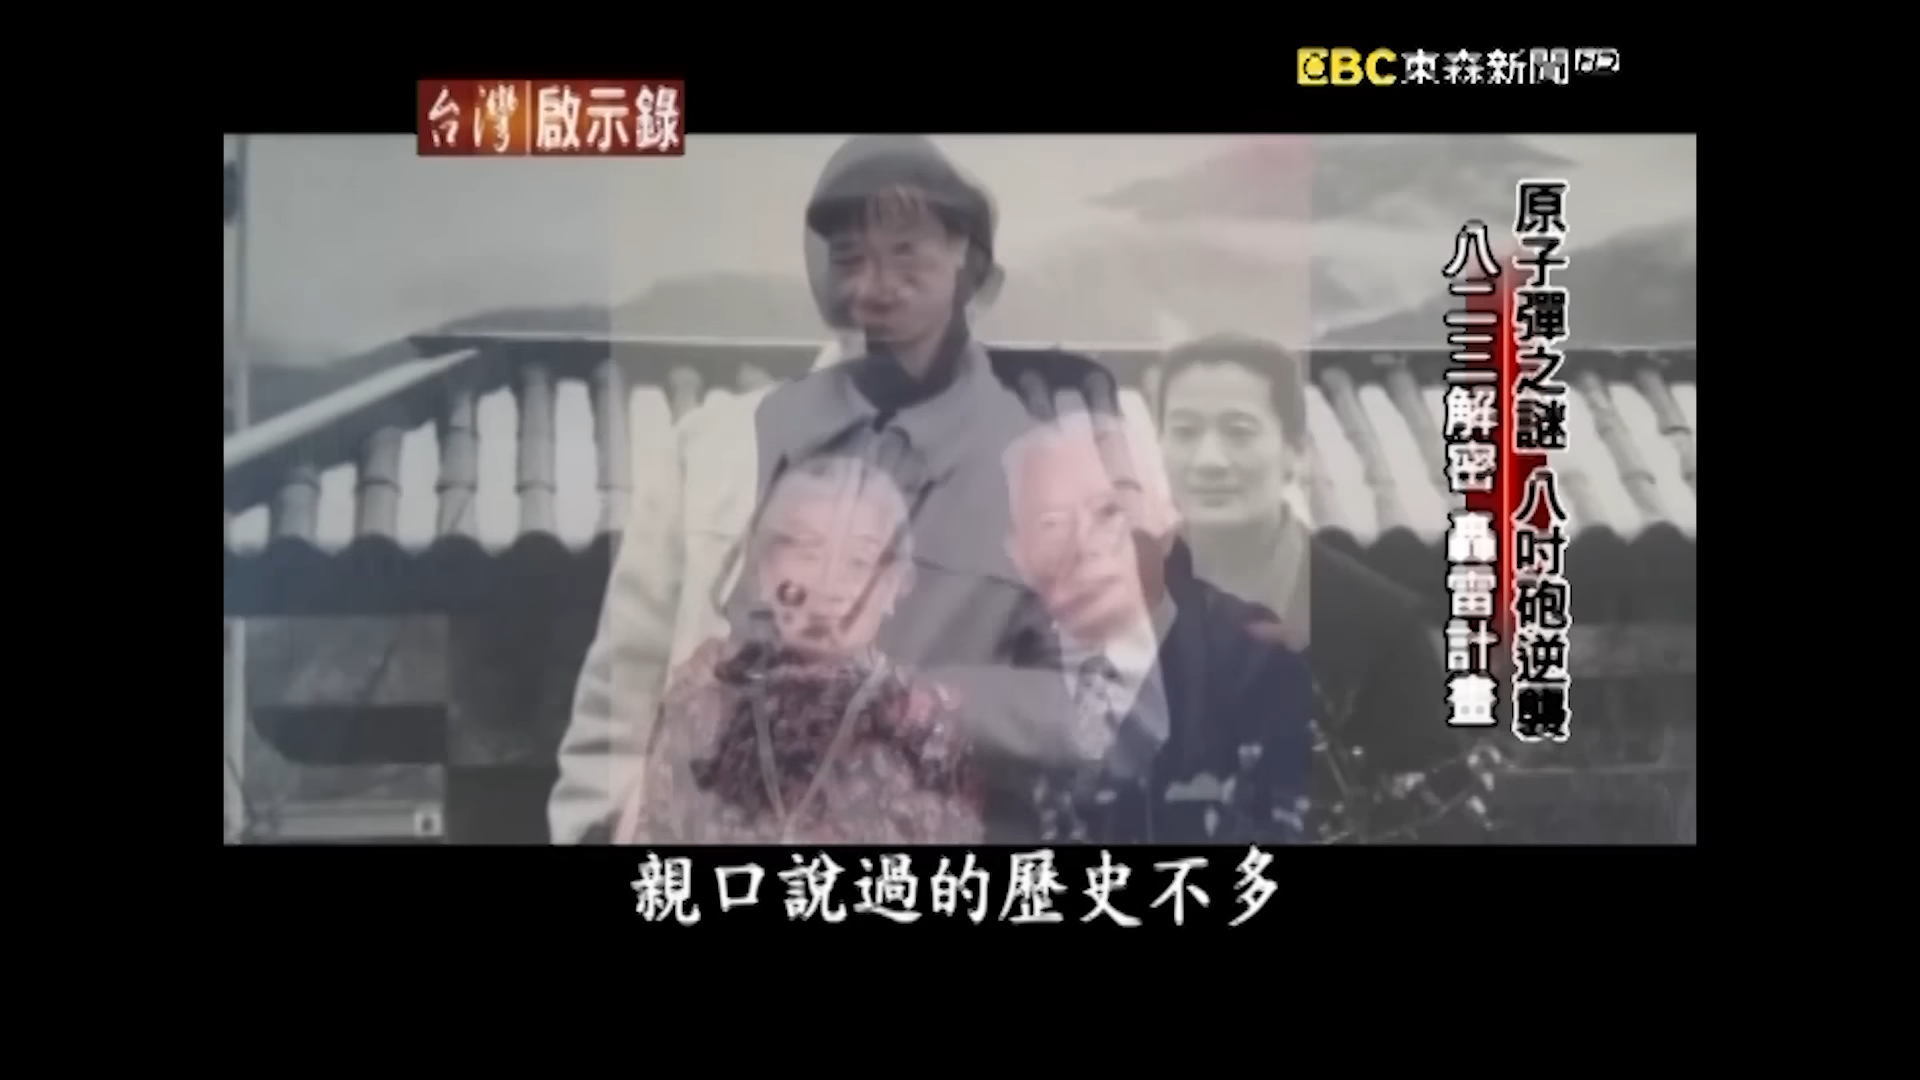 EBC東森新聞
台灣啟示錄
原子彈之謎 八吋砲逆襲
八二三解密 轟雷計畫
親口說過的歷史不多